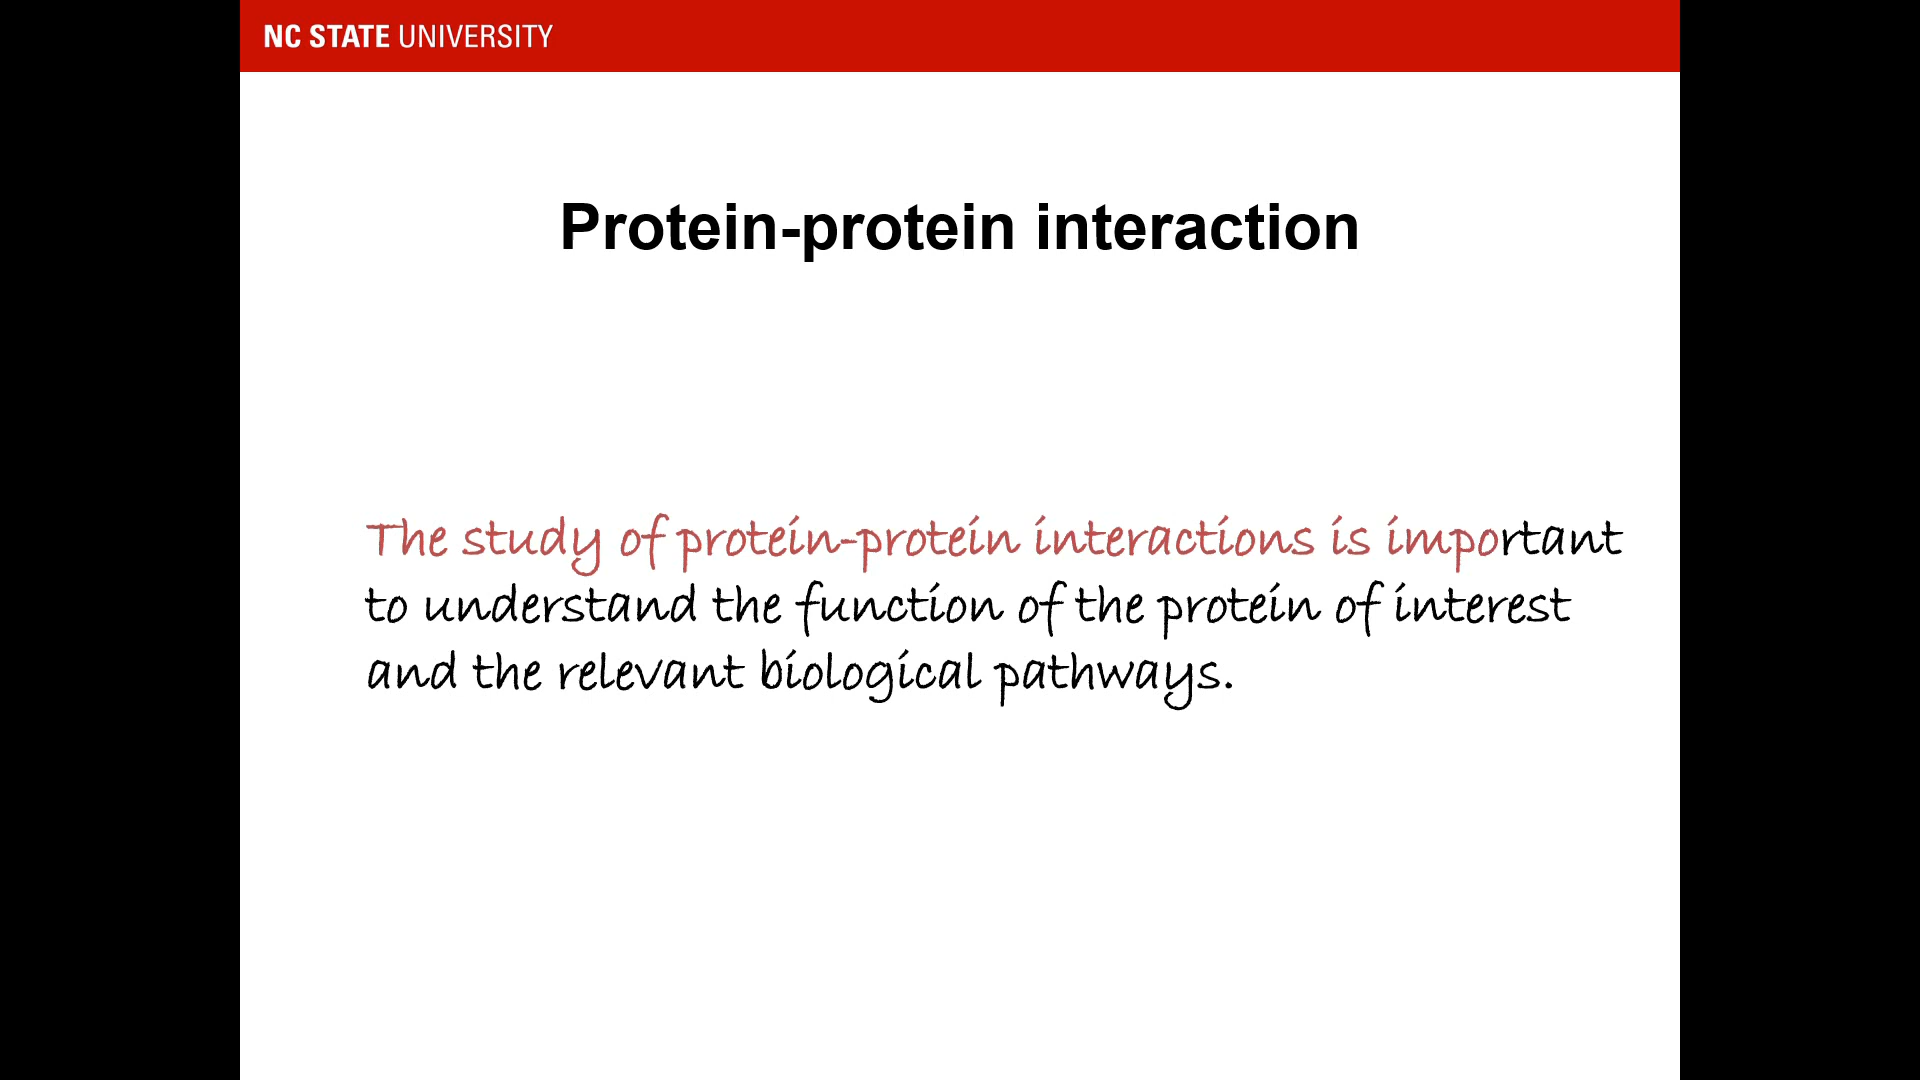 NC STATE UNIVERSITY
Protein-protein interaction
The study of protein-protein interactions is important
to understand the function of the protein of interest
and the relevant biological pathways.